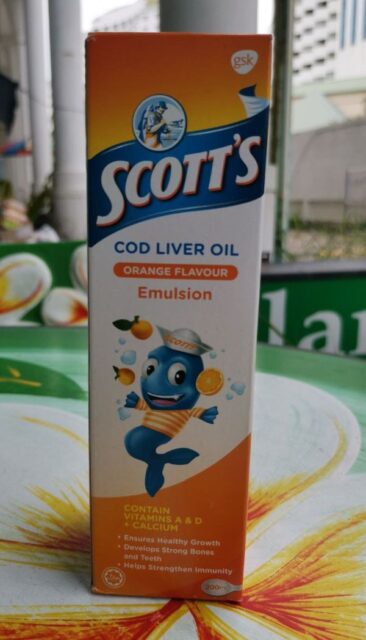 gsk
SCOTT'S
COD LIVER OIL
ORANGE FLAVOUR
Emulsion
SCOTT'S
CONTAIN
VITAMINS A & D
+ CALCIUM
• Ensures Healthy Growth
• Develops Strong Bones
and Teeth
• Helps Strengthen Immunity
lar